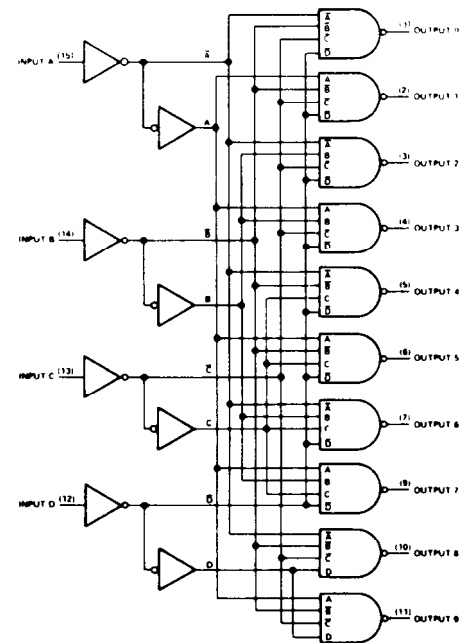 INPUT A (15)
Ā
A
INPUT B (14)
B̄
B
INPUT C (13)
C̄
C
INPUT D (12)
D̄
D
Ā
B̄
C̄
D̄
(1) OUTPUT 0
A
B̄
C̄
D̄
(2) OUTPUT 1
Ā
B
C̄
D̄
(3) OUTPUT 2
A
B
C̄
D̄
(4) OUTPUT 3
Ā
B̄
C
D̄
(5) OUTPUT 4
A
B̄
C
D̄
(6) OUTPUT 5
Ā
B
C
D̄
(7) OUTPUT 6
A
B
C
D̄
(9) OUTPUT 7
Ā
B̄
C̄
D
(10) OUTPUT 8
A
B̄
C̄
D
(11) OUTPUT 9